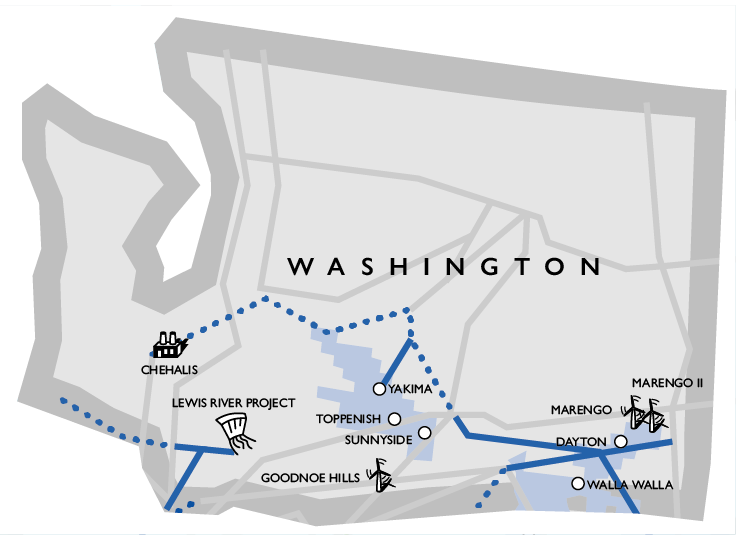 WASHINGTON
CHEHALIS
MARENGO II
YAKIMA
LEWIS RIVER PROJECT
MARENGO
TOPPENISH
SUNNYSIDE
DAYTON
GOODNOE HILLS
WALLA WALLA